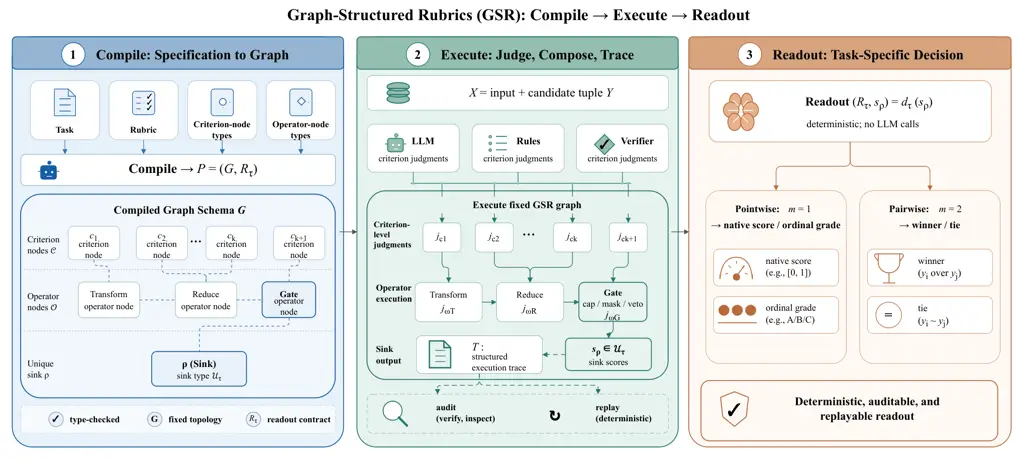 Graph-Structured Rubrics (GSR): Compile → Execute → Readout
1 Compile: Specification to Graph
Task
Rubric
Criterion-node
types
Operator-node
types
Compile → P = (G, Rτ)
Compiled Graph Schema G
Criterion
nodes 𝒞
c1
criterion
node
c2
criterion
node
...
ck
criterion
node
ck+1
criterion
node
Operator
nodes 𝒪
Transform
operator node
Reduce
operator node
Gate
operator
node
Unique
sink ρ
ρ (Sink)
sink type 𝒰τ
✓ type-checked
G fixed topology
Rτ readout contract
2 Execute: Judge, Compose, Trace
X = input + candidate tuple Y
LLM
criterion judgments
Rules
criterion judgments
Verifier
criterion judgments
Execute fixed GSR graph
Criterion-
level
judgments
jc1
jc2
...
jck
jck+1
Operator
execution
Transform
jωT
Reduce
jωR
Gate
cap / mask / veto
jωG
Sink
output
T :
structured
execution trace
sρ ∈ 𝒰τ
sink scores
audit
(verify, inspect)
replay
(deterministic)
3 Readout: Task-Specific Decision
Readout (Rτ, sρ) = dτ (sρ)
deterministic; no LLM calls
Pointwise: m = 1
→ native score / ordinal grade
native score
(e.g., [0, 1])
ordinal grade
(e.g., A/B/C)
Pairwise: m = 2
→ winner / tie
winner
(yi over yj)
=
tie
(yi ~ yj)
Deterministic, auditable, and
replayable readout